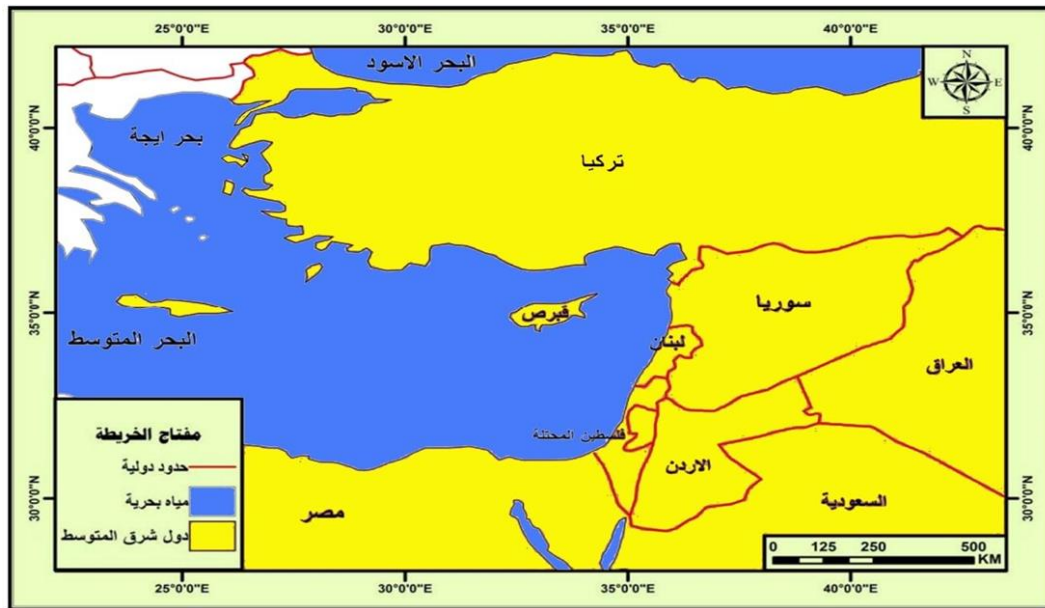 25°0'0"E 30°0'0"E 35°0'0"E 40°0'0"E
البحر الاسود
N
W E
S
40°0'0"N 40°0'0"N
بحر ايجة
تركيا
35°0'0"N 35°0'0"N
قبرص
سوريا
البحر المتوسط
لبنان
العراق
مفتاح الخريطة
حدود دولية
مياه بحرية
دول شرق المتوسط
فلسطين المحتلة
الاردن
السعودية
مصر
30°0'0"N 30°0'0"N
0 125 250 500
KM
25°0'0"E 30°0'0"E 35°0'0"E 40°0'0"E